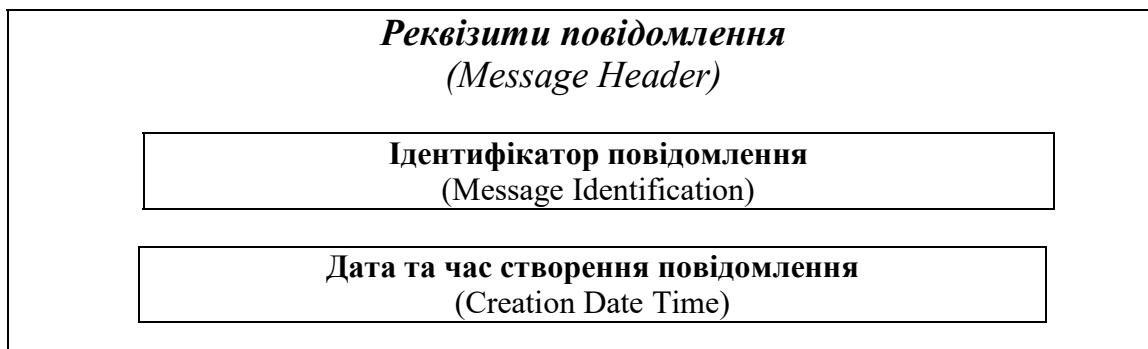 Реквізити повідомлення
(Message Header)
Ідентифікатор повідомлення
(Message Identification)
Дата та час створення повідомлення
(Creation Date Time)